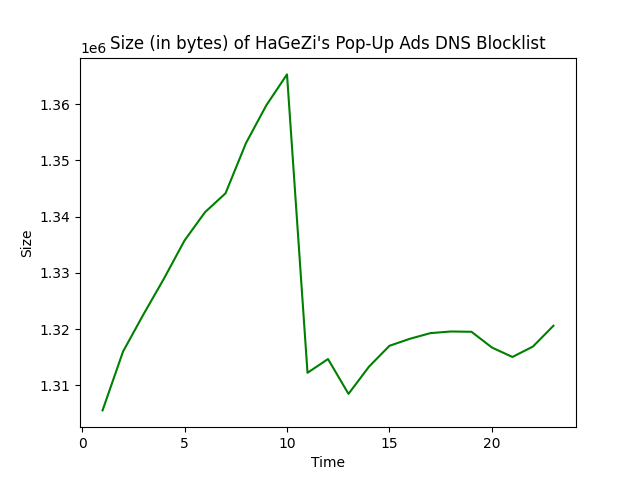 1e6 Size (in bytes) of HaGeZi's Pop-Up Ads DNS Blocklist
1.36
1.35
1.34
1.33
1.32
1.31
Size
0 5 10 15 20
Time